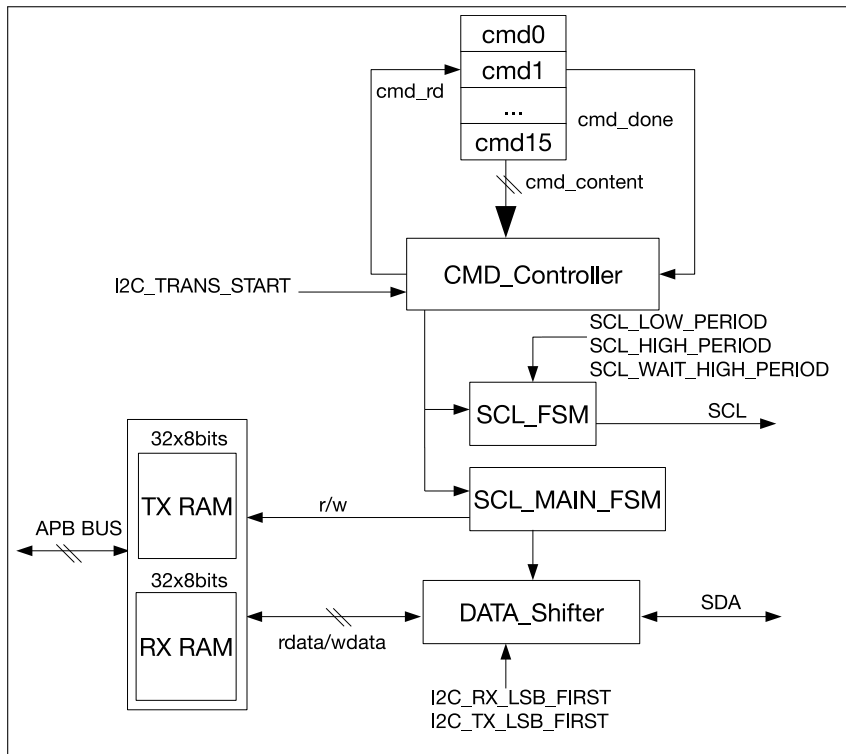 cmd0
cmd1
...
cmd15
cmd_rd
cmd_done
cmd_content
CMD_Controller
I2C_TRANS_START
SCL_LOW_PERIOD
SCL_HIGH_PERIOD
SCL_WAIT_HIGH_PERIOD
SCL_FSM
SCL
32x8bits
TX RAM
r/w
SCL_MAIN_FSM
APB BUS
32x8bits
RX RAM
rdata/wdata
DATA_Shifter
SDA
I2C_RX_LSB_FIRST
I2C_TX_LSB_FIRST